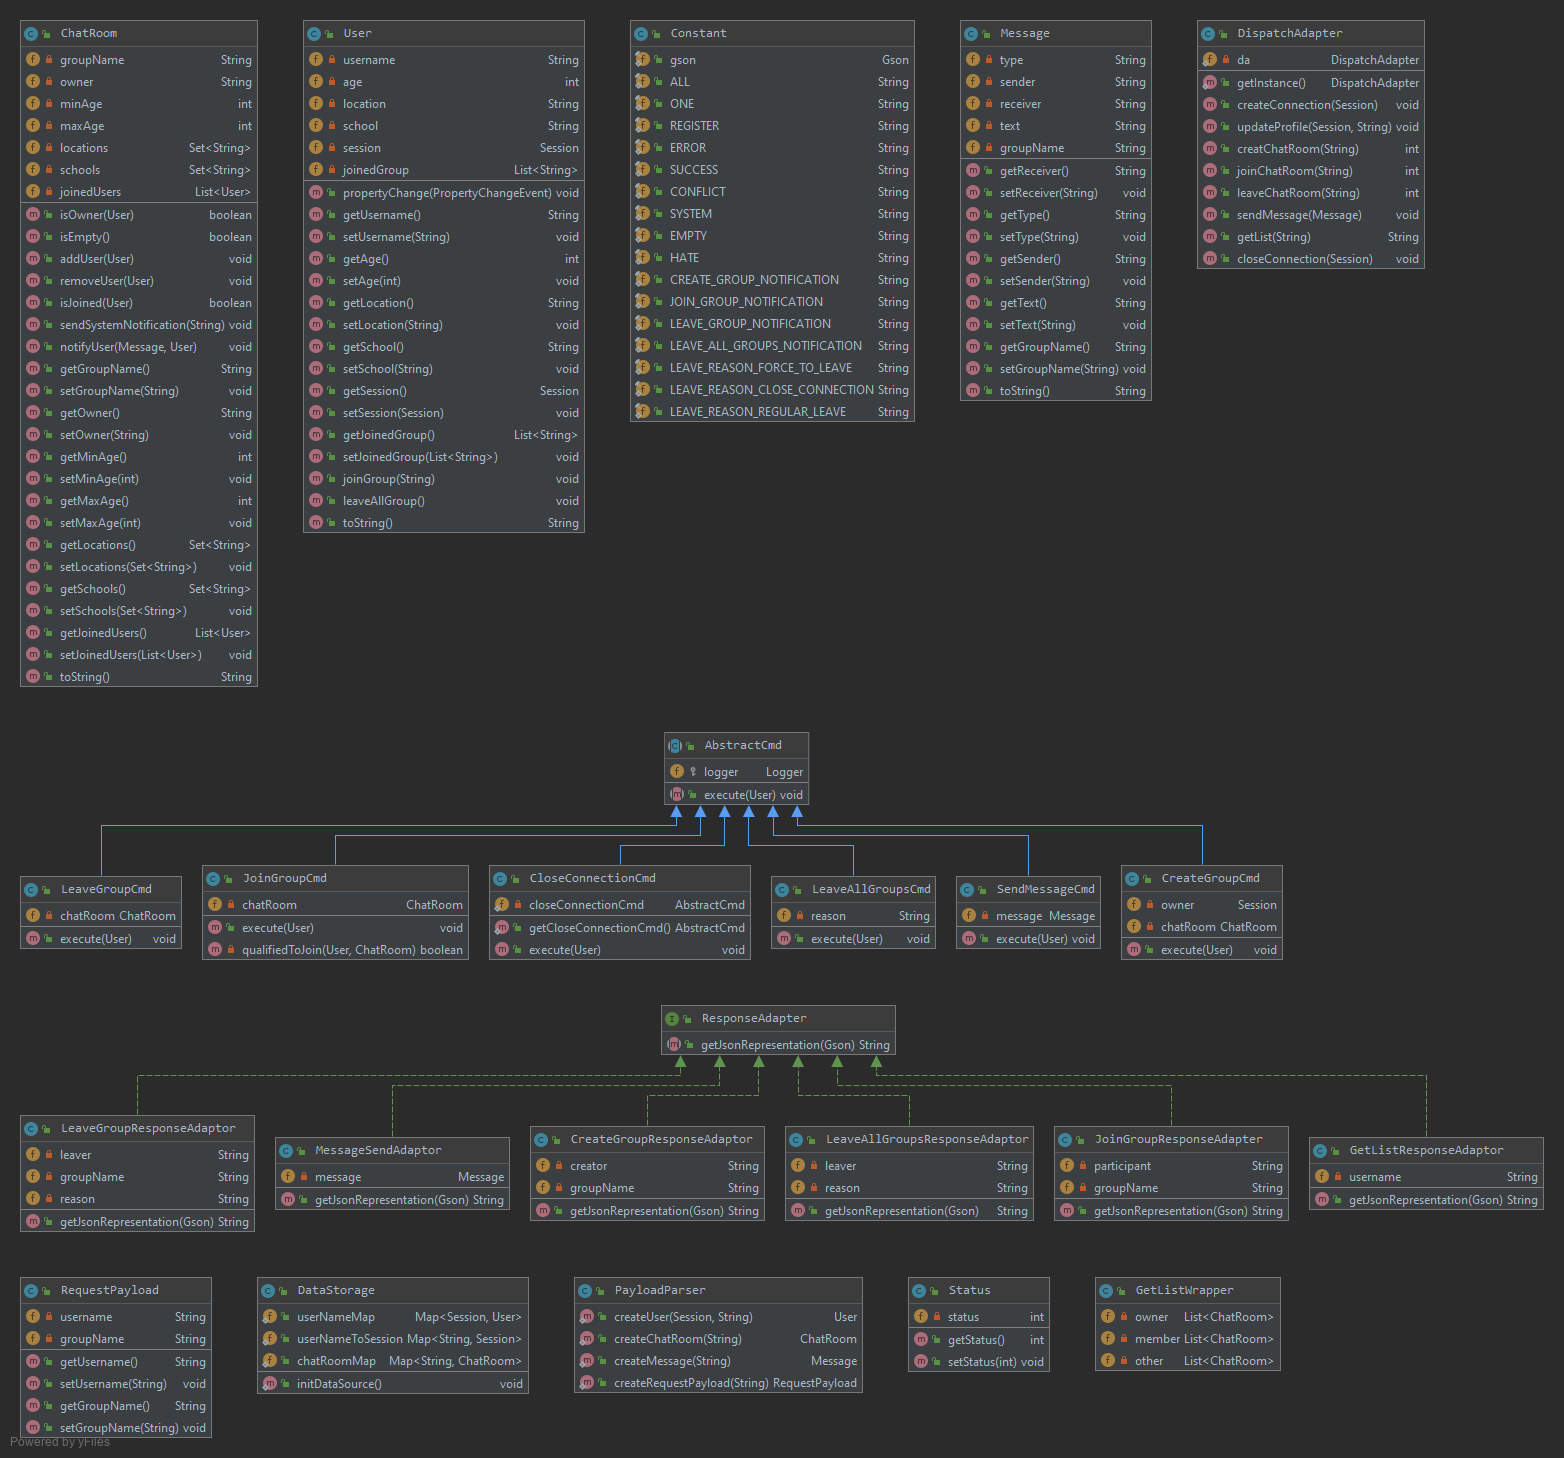 ChatRoom
groupName String
owner String
minAge int
maxAge int
locations Set<String>
schools Set<String>
joinedUsers List<User>
isOwner(User) boolean
isEmpty() boolean
addUser(User) void
removeUser(User) void
isJoined(User) boolean
sendSystemNotification(String) void
notifyUser(Message, User) void
getGroupName() String
setGroupName(String) void
getOwner() String
setOwner(String) void
getMinAge() int
setMinAge(int) void
getMaxAge() int
setMaxAge(int) void
getLocations() Set<String>
setLocations(Set<String>) void
getSchools() Set<String>
setSchools(Set<String>) void
getJoinedUsers() List<User>
setJoinedUsers(List<User>) void
toString() String
User
username String
age int
location String
school String
session Session
joinedGroup List<String>
propertyChange(PropertyChangeEvent) void
getUsername() String
setUsername(String) void
getAge() int
setAge(int) void
getLocation() String
setLocation(String) void
getSchool() String
setSchool(String) void
getSession() Session
setSession(Session) void
getJoinedGroup() List<String>
setJoinedGroup(List<String>) void
joinGroup(String) void
leaveAllGroup() void
toString() String
Constant
gson Gson
ALL String
ONE String
REGISTER String
ERROR String
SUCCESS String
CONFLICT String
SYSTEM String
EMPTY String
HATE String
CREATE_GROUP_NOTIFICATION String
JOIN_GROUP_NOTIFICATION String
LEAVE_GROUP_NOTIFICATION String
LEAVE_ALL_GROUPS_NOTIFICATION String
LEAVE_REASON_FORCE_TO_LEAVE String
LEAVE_REASON_CLOSE_CONNECTION String
LEAVE_REASON_REGULAR_LEAVE String
Message
type String
sender String
receiver String
text String
groupName String
getReceiver() String
setReceiver(String) void
getType() String
setType(String) void
getSender() String
setSender(String) void
getText() String
setText(String) void
getGroupName() String
setGroupName(String) void
toString() String
DispatchAdapter
da DispatchAdapter
getInstance() DispatchAdapter
createConnection(Session) void
updateProfile(Session, String) void
creatChatRoom(String) int
joinChatRoom(String) int
leaveChatRoom(String) int
sendMessage(Message) void
getList(String) String
closeConnection(Session) void
AbstractCmd
logger Logger
execute(User) void
LeaveGroupCmd
chatRoom ChatRoom
execute(User) void
JoinGroupCmd
chatRoom ChatRoom
execute(User) void
qualifiedToJoin(User, ChatRoom) boolean
CloseConnectionCmd
closeConnectionCmd AbstractCmd
getCloseConnectionCmd() AbstractCmd
execute(User) void
LeaveAllGroupsCmd
reason String
execute(User) void
SendMessageCmd
message Message
execute(User) void
CreateGroupCmd
owner Session
chatRoom ChatRoom
execute(User) void
ResponseAdapter
getJsonRepresentation(Gson) String
LeaveGroupResponseAdaptor
leaver String
groupName String
reason String
getJsonRepresentation(Gson) String
MessageSendAdaptor
message Message
getJsonRepresentation(Gson) String
CreateGroupResponseAdaptor
creator String
groupName String
getJsonRepresentation(Gson) String
LeaveAllGroupsResponseAdaptor
leaver String
reason String
getJsonRepresentation(Gson) String
JoinGroupResponseAdapter
participant String
groupName String
getJsonRepresentation(Gson) String
GetListResponseAdaptor
username String
getJsonRepresentation(Gson) String
RequestPayload
username String
groupName String
getUsername() String
setUsername(String) void
getGroupName() String
setGroupName(String) void
DataStorage
userNameMap Map<Session, User>
userNameToSession Map<String, Session>
chatRoomMap Map<String, ChatRoom>
initDataSource() void
PayloadParser
createUser(Session, String) User
createChatRoom(String) ChatRoom
createMessage(String) Message
createRequestPayload(String) RequestPayload
Status
status int
getStatus() int
setStatus(int) void
GetListWrapper
owner List<ChatRoom>
member List<ChatRoom>
other List<ChatRoom>
Powered by yFiles